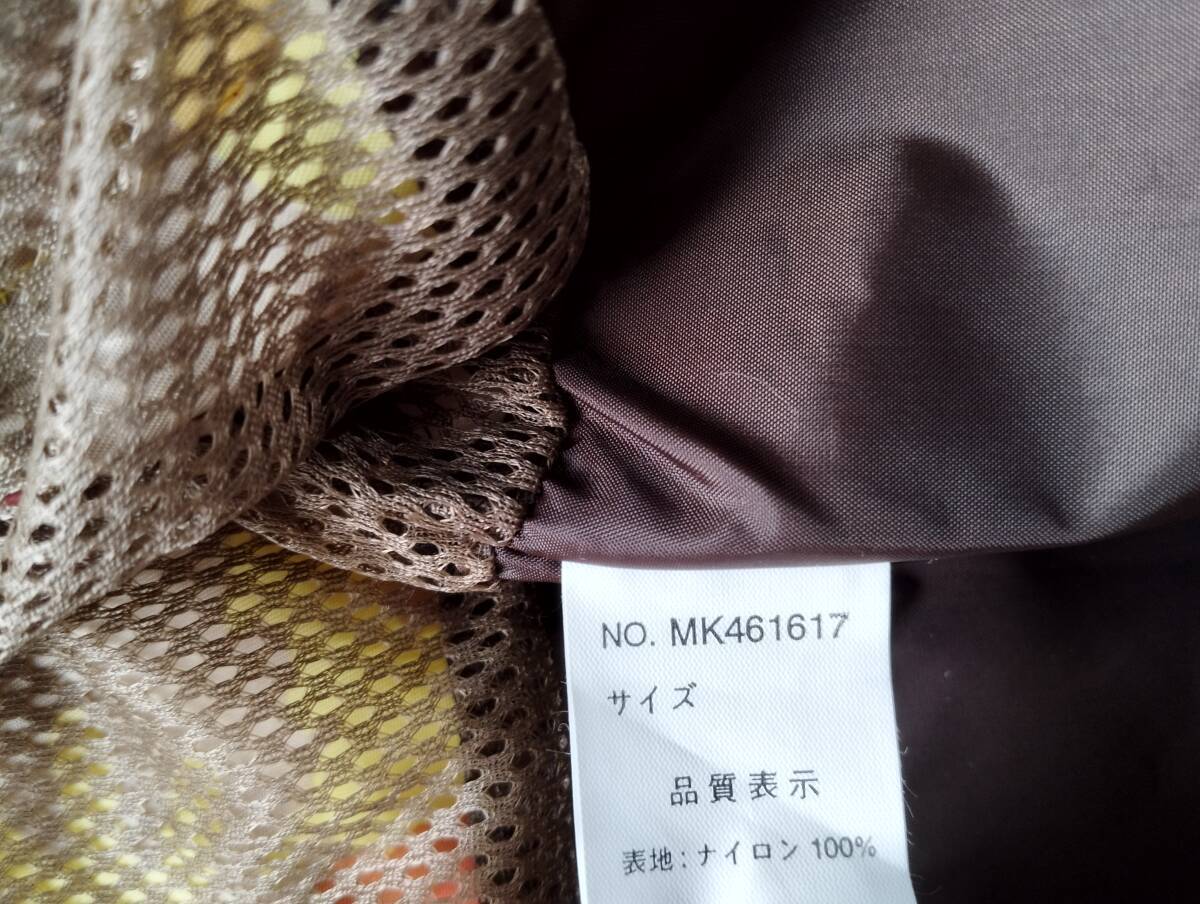 NO. MK461617
サイズ
品質表示
表地:ナイロン 100%